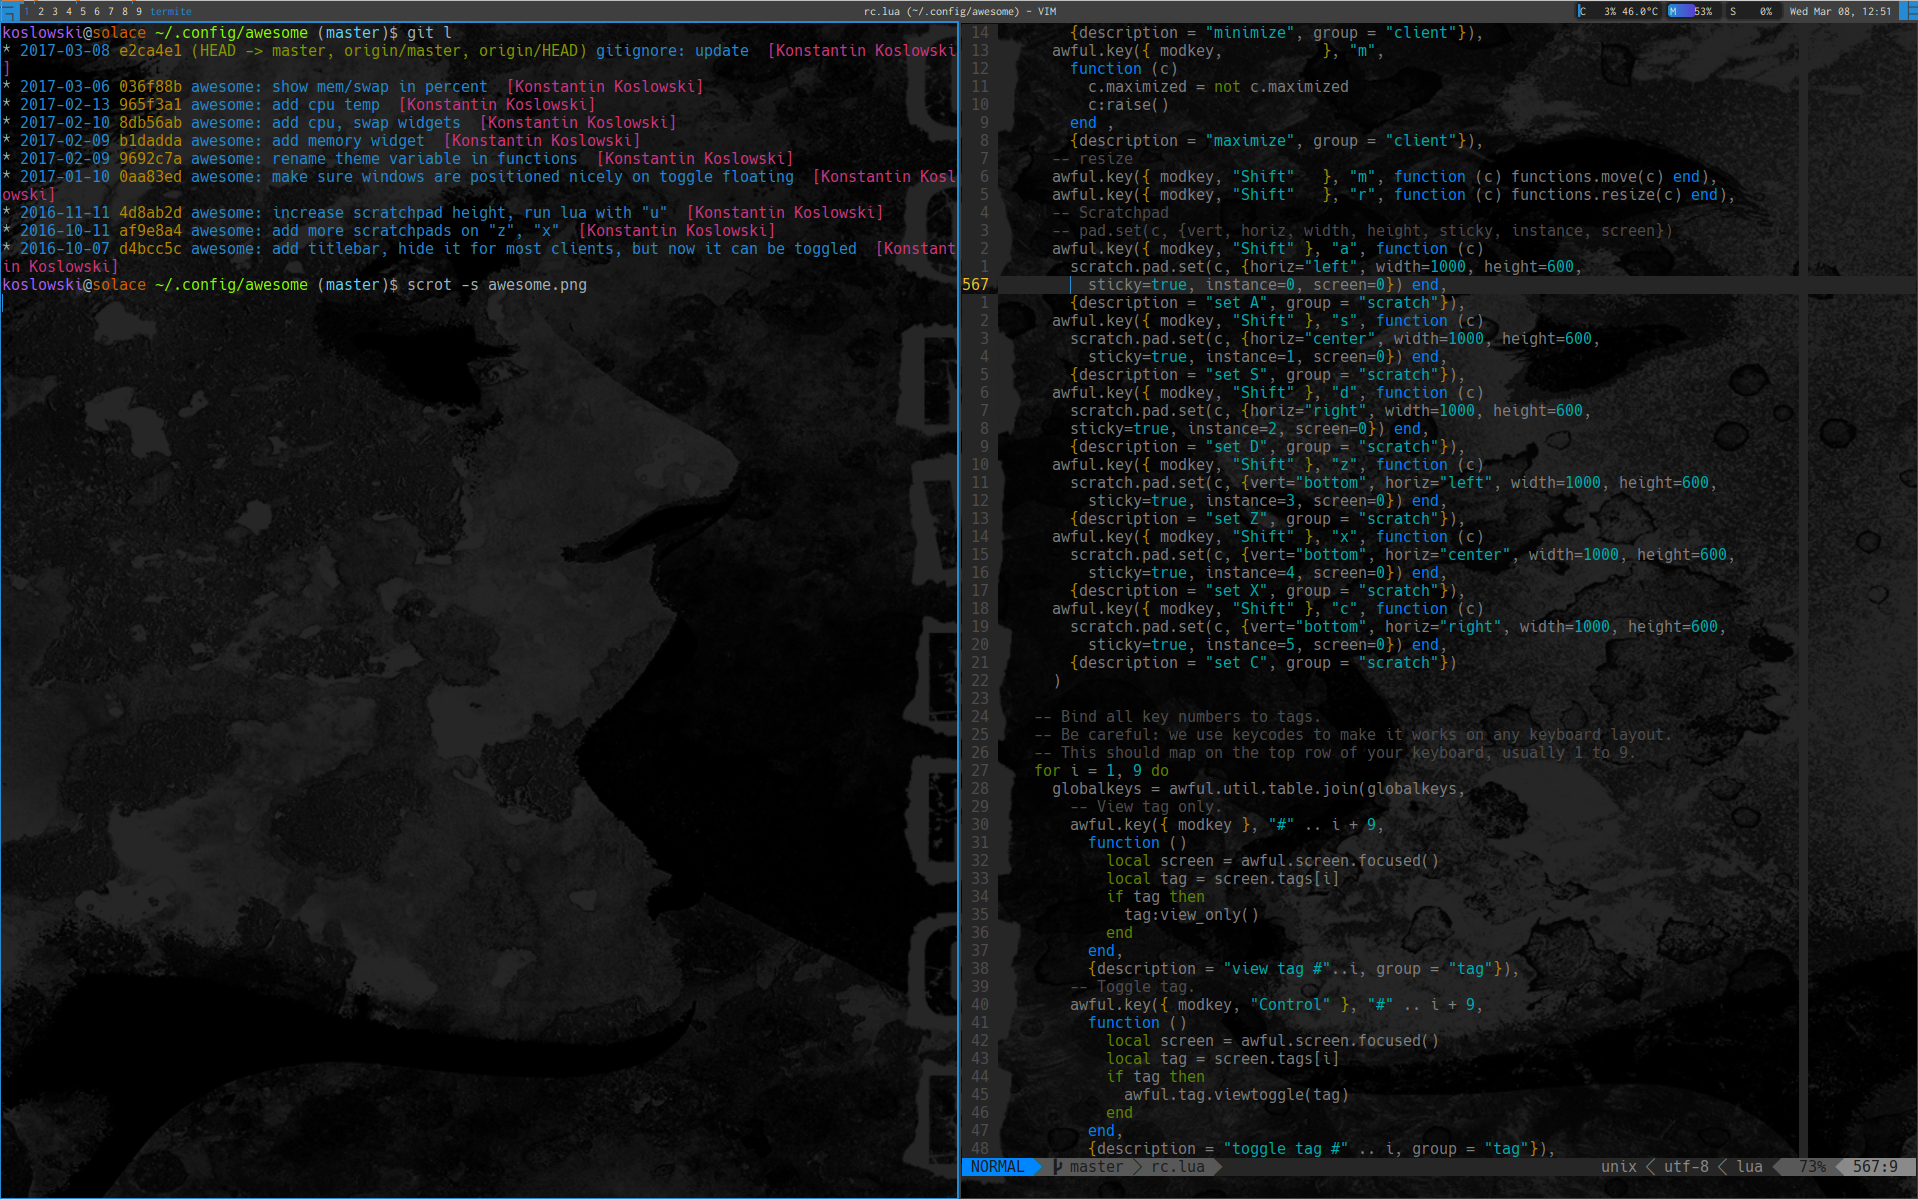 1 2 3 4 5 6 7 8 9 termite
rc.lua (~/.config/awesome) - VIM
C 3% 46.0°C M 53% S 0% Wed Mar 08, 12:51
koslowski@solace ~/.config/awesome (master)$ git l
* 2017-03-08 e2ca4e1 (HEAD -> master, origin/master, origin/HEAD) gitignore: update  [Konstantin Koslowski
]
* 2017-03-06 036f88b awesome: show mem/swap in percent  [Konstantin Koslowski]
* 2017-02-13 965f3a1 awesome: add cpu temp  [Konstantin Koslowski]
* 2017-02-10 8db56ab awesome: add cpu, swap widgets  [Konstantin Koslowski]
* 2017-02-09 b1dadda awesome: add memory widget  [Konstantin Koslowski]
* 2017-02-09 9692c7a awesome: rename theme variable in functions  [Konstantin Koslowski]
* 2017-01-10 0aa83ed awesome: make sure windows are positioned nicely on toggle floating  [Konstantin Kosl
owski]
* 2016-11-11 4d8ab2d awesome: increase scratchpad height, run lua with "u"  [Konstantin Koslowski]
* 2016-10-11 af9e8a4 awesome: add more scratchpads on "z", "x"  [Konstantin Koslowski]
* 2016-10-07 d4bcc5c awesome: add titlebar, hide it for most clients, but now it can be toggled  [Konstant
in Koslowski]
koslowski@solace ~/.config/awesome (master)$ scrot -s awesome.png
14         {description = "minimize", group = "client"}),
13       awful.key({ modkey,           }, "m",
12         function (c)
11           c.maximized = not c.maximized
10           c:raise()
9         end ,
8         {description = "maximize", group = "client"}),
7       -- resize
6       awful.key({ modkey, "Shift"   }, "m", function (c) functions.move(c) end),
5       awful.key({ modkey, "Shift"   }, "r", function (c) functions.resize(c) end),
4       -- Scratchpad
3       -- pad.set(c, {vert, horiz, width, height, sticky, instance, screen})
2       awful.key({ modkey, "Shift" }, "a", function (c)
1         scratch.pad.set(c, {horiz="left", width=1000, height=600,
567           sticky=true, instance=0, screen=0}) end,
1         {description = "set A", group = "scratch"}),
2       awful.key({ modkey, "Shift" }, "s", function (c)
3         scratch.pad.set(c, {horiz="center", width=1000, height=600,
4           sticky=true, instance=1, screen=0}) end,
5         {description = "set S", group = "scratch"}),
6       awful.key({ modkey, "Shift" }, "d", function (c)
7         scratch.pad.set(c, {horiz="right", width=1000, height=600,
8         sticky=true, instance=2, screen=0}) end,
9         {description = "set D", group = "scratch"}),
10       awful.key({ modkey, "Shift" }, "z", function (c)
11         scratch.pad.set(c, {vert="bottom", horiz="left", width=1000, height=600,
12           sticky=true, instance=3, screen=0}) end,
13         {description = "set Z", group = "scratch"}),
14       awful.key({ modkey, "Shift" }, "x", function (c)
15         scratch.pad.set(c, {vert="bottom", horiz="center", width=1000, height=600,
16           sticky=true, instance=4, screen=0}) end,
17         {description = "set X", group = "scratch"}),
18       awful.key({ modkey, "Shift" }, "c", function (c)
19         scratch.pad.set(c, {vert="bottom", horiz="right", width=1000, height=600,
20           sticky=true, instance=5, screen=0}) end,
21         {description = "set C", group = "scratch"})
22       )
23
24     -- Bind all key numbers to tags.
25     -- Be careful: we use keycodes to make it works on any keyboard layout.
26     -- This should map on the top row of your keyboard, usually 1 to 9.
27     for i = 1, 9 do
28       globalkeys = awful.util.table.join(globalkeys,
29         -- View tag only.
30         awful.key({ modkey }, "#" .. i + 9,
31           function ()
32             local screen = awful.screen.focused()
33             local tag = screen.tags[i]
34             if tag then
35               tag:view_only()
36             end
37           end,
38           {description = "view tag #"..i, group = "tag"}),
39         -- Toggle tag.
40         awful.key({ modkey, "Control" }, "#" .. i + 9,
41           function ()
42             local screen = awful.screen.focused()
43             local tag = screen.tags[i]
44             if tag then
45               awful.tag.viewtoggle(tag)
46             end
47           end,
48           {description = "toggle tag #" .. i, group = "tag"}),
NORMAL master rc.lua unix utf-8 lua 73% 567:9